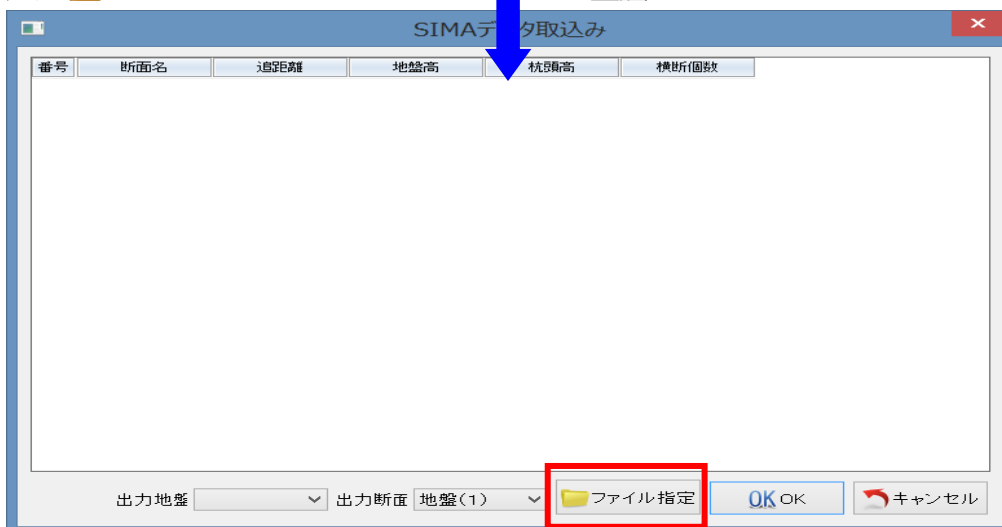 SIMAデータ取込み
番号 断面名 追距離 地盤高 杭頭高 横断個数
出力地盤 出力断面 地盤(1) ファイル指定 OK OK キャンセル